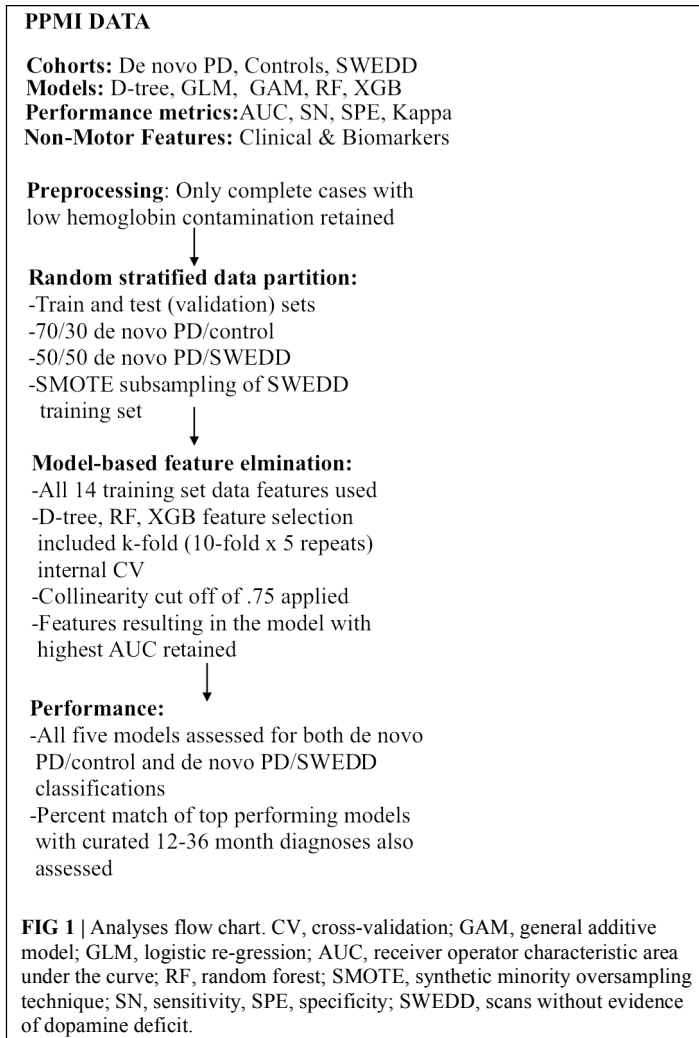 PPMI DATA
Cohorts: De novo PD, Controls, SWEDD
Models: D-tree, GLM, GAM, RF, XGB
Performance metrics:AUC, SN, SPE, Kappa
Non-Motor Features: Clinical & Biomarkers
Preprocessing: Only complete cases with
low hemoglobin contamination retained
Random stratified data partition:
-Train and test (validation) sets
-70/30 de novo PD/control
-50/50 de novo PD/SWEDD
-SMOTE subsampling of SWEDD
training set
Model-based feature elmination:
-All 14 training set data features used
-D-tree, RF, XGB feature selection
included k-fold (10-fold x 5 repeats)
internal CV
-Collinearity cut off of .75 applied
-Features resulting in the model with
highest AUC retained
Performance:
-All five models assessed for both de novo
PD/control and de novo PD/SWEDD
classifications
-Percent match of top performing models
with curated 12-36 month diagnoses also
assessed
FIG 1 | Analyses flow chart. CV, cross-validation; GAM, general additive
model; GLM, logistic re-gression; AUC, receiver operator characteristic area
under the curve; RF, random forest; SMOTE, synthetic minority oversampling
technique; SN, sensitivity, SPE, specificity; SWEDD, scans without evidence
of dopamine deficit.